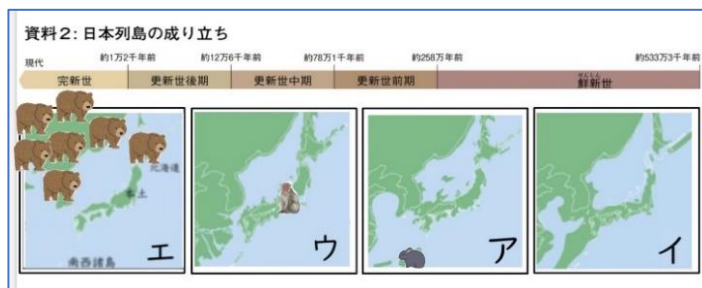 資料2:日本列島の成り立ち
現代 約1万2千年前 約12万6千年前 約78万1千年前 約258万年前 約533万3千年前
完新世 更新世後期 更新世中期 更新世前期 せんしん 鮮新世
北海道
本土
南西諸島
エ ウ ア イ